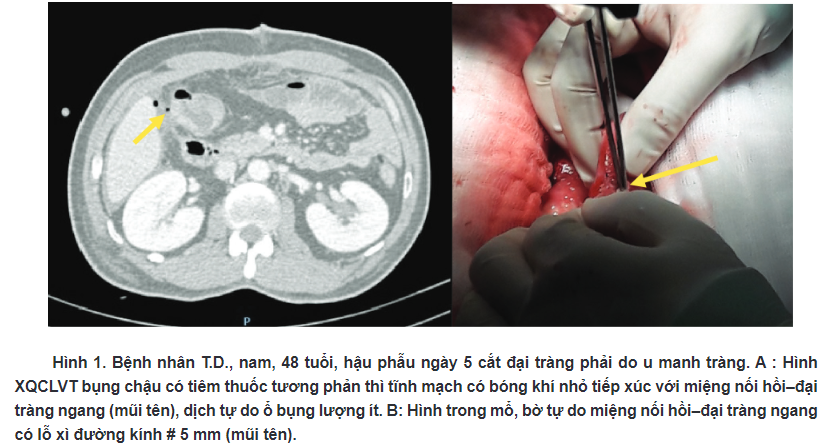 P
Hình 1. Bệnh nhân T.D., nam, 48 tuổi, hậu phẫu ngày 5 cắt đại tràng phải do u manh tràng. A : Hình
XQCLVT bụng chậu có tiêm thuốc tương phản thì tĩnh mạch có bóng khí nhỏ tiếp xúc với miệng nối hồi–đại
tràng ngang (mũi tên), dịch tự do ổ bụng lượng ít. B: Hình trong mổ, bờ tự do miệng nối hồi–đại tràng ngang
có lỗ xì đường kính # 5 mm (mũi tên).